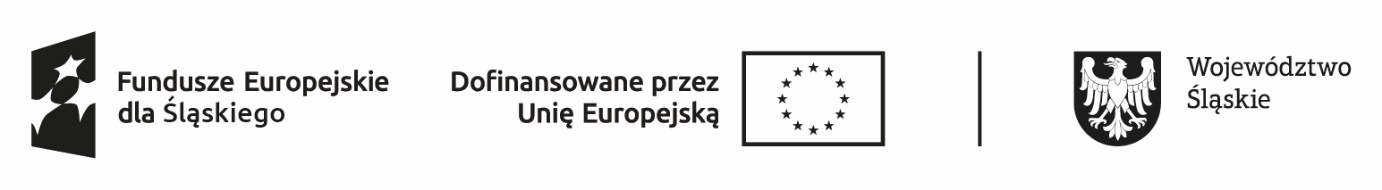 Fundusze Europejskie
dla Śląskiego
Dofinansowane przez
Unię Europejską
Województwo
Śląskie